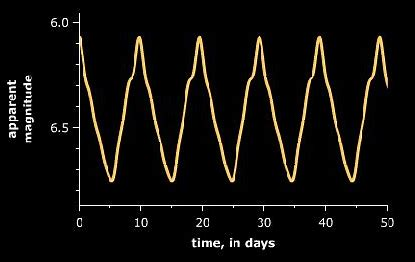 6.0
apparent
magnitude
6.5
0 10 20 30 40 50
time, in days